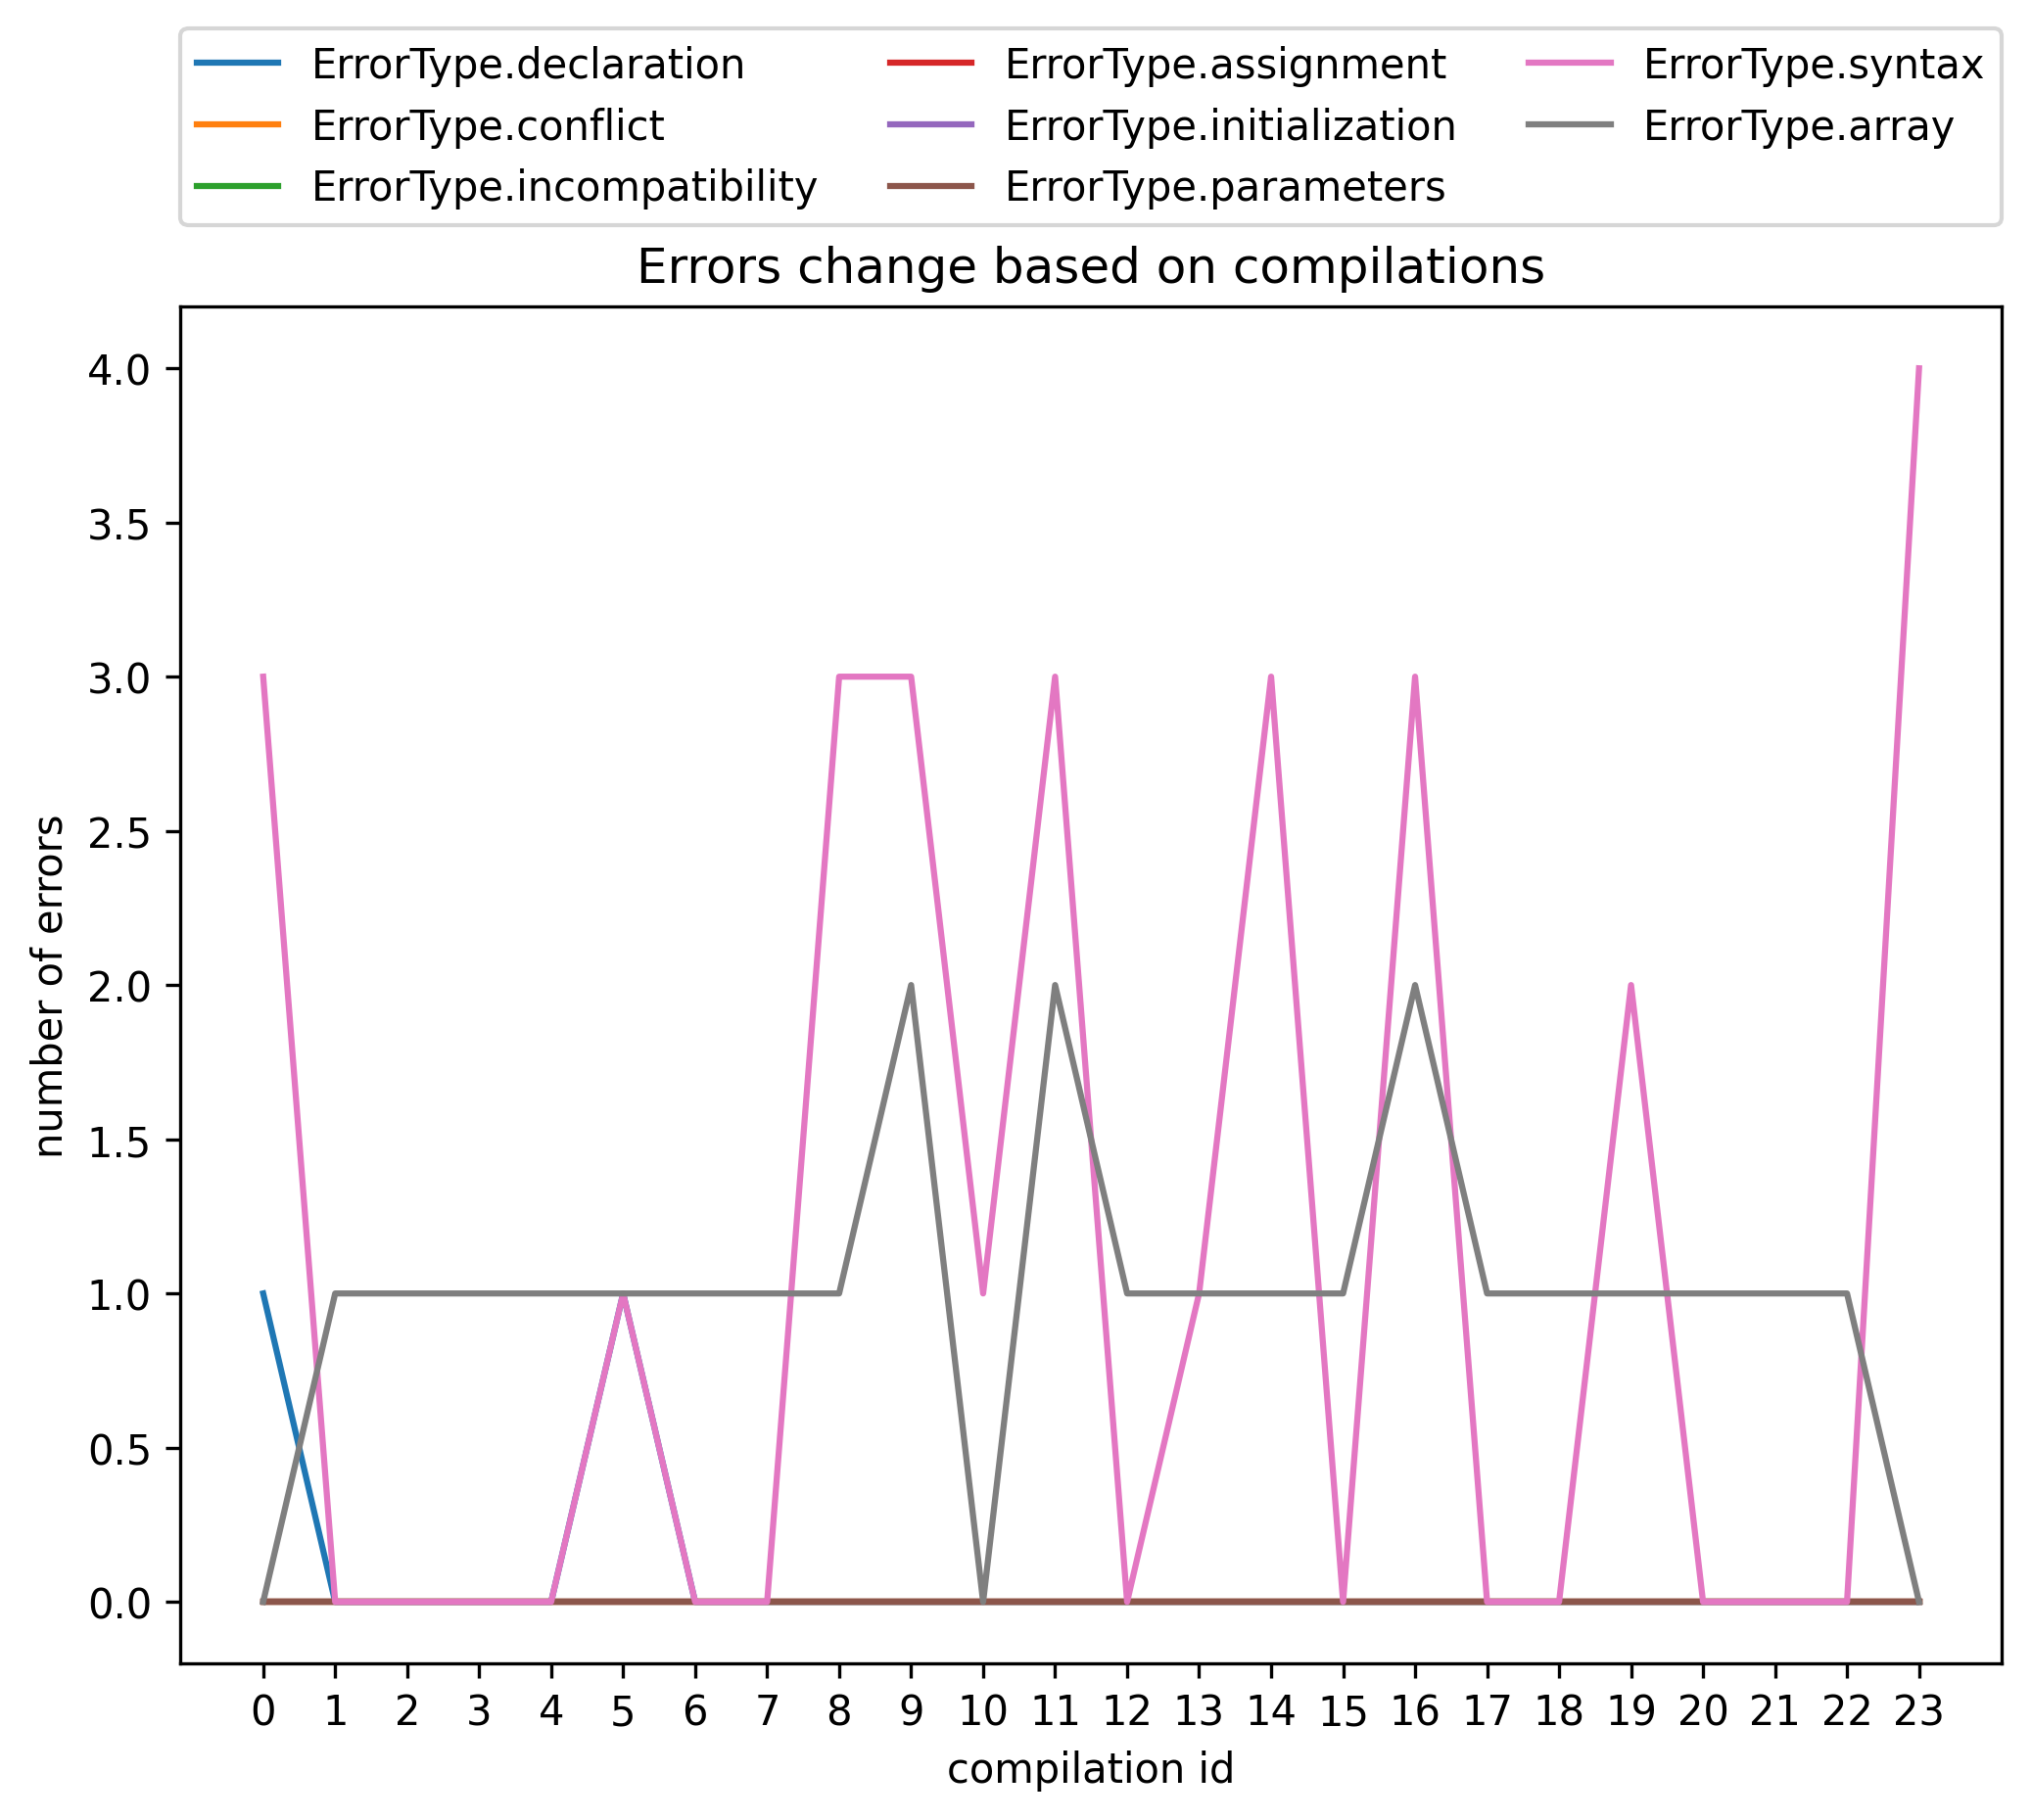 ErrorType.declaration
ErrorType.conflict
ErrorType.incompatibility
ErrorType.assignment
ErrorType.initialization
ErrorType.parameters
ErrorType.syntax
ErrorType.array
Errors change based on compilations
4.0
3.5
3.0
2.5
2.0
1.5
1.0
0.5
0.0
number of errors
0 1 2 3 4 5 6 7 8 9 10 11 12 13 14 15 16 17 18 19 20 21 22 23
compilation id